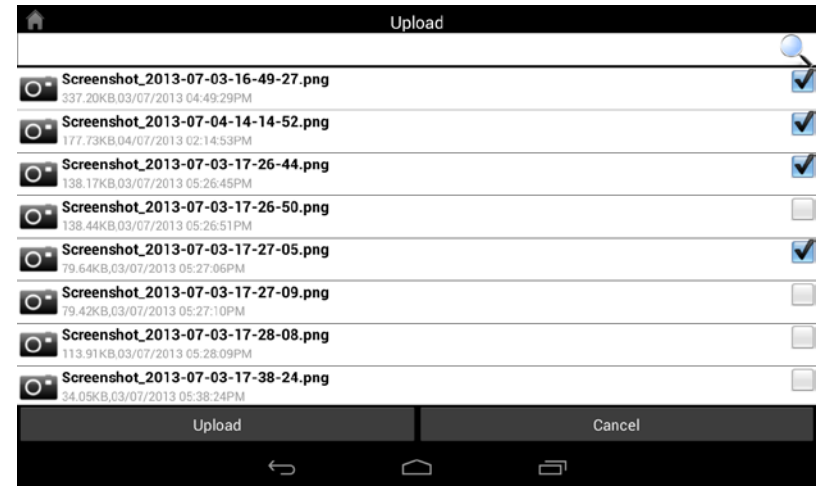 Upload
Screenshot_2013-07-03-16-49-27.png
337.20KB,03/07/2013 04:49:29PM
Screenshot_2013-07-04-14-14-52.png
177.73KB,04/07/2013 02:14:53PM
Screenshot_2013-07-03-17-26-44.png
138.17KB,03/07/2013 05:26:45PM
Screenshot_2013-07-03-17-26-50.png
138.44KB,03/07/2013 05:26:51PM
Screenshot_2013-07-03-17-27-05.png
79.64KB,03/07/2013 05:27:06PM
Screenshot_2013-07-03-17-27-09.png
79.42KB,03/07/2013 05:27:10PM
Screenshot_2013-07-03-17-28-08.png
113.91KB,03/07/2013 05:28:09PM
Screenshot_2013-07-03-17-38-24.png
34.05KB,03/07/2013 05:38:24PM
Upload Cancel